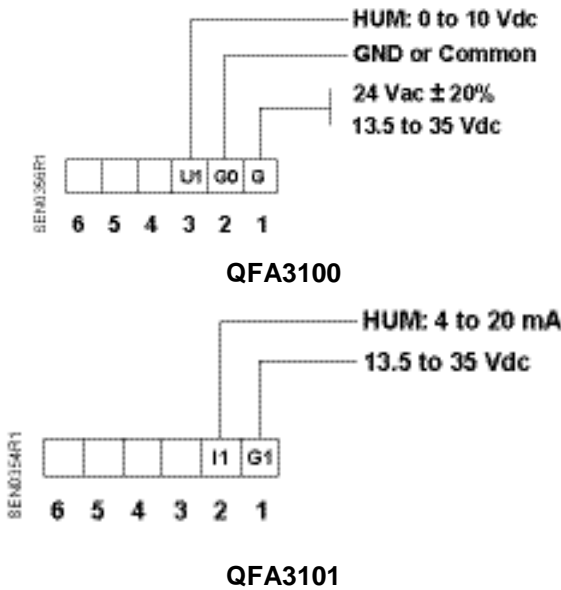 HUM: 0 to 10 Vdc
GND or Common
24 Vac ± 20%
13.5 to 35 Vdc
SEN0356R1
U1 G0 G
6 5 4 3 2 1
QFA3100
HUM: 4 to 20 mA
13.5 to 35 Vdc
SEN0354R1
I1 G1
6 5 4 3 2 1
QFA3101